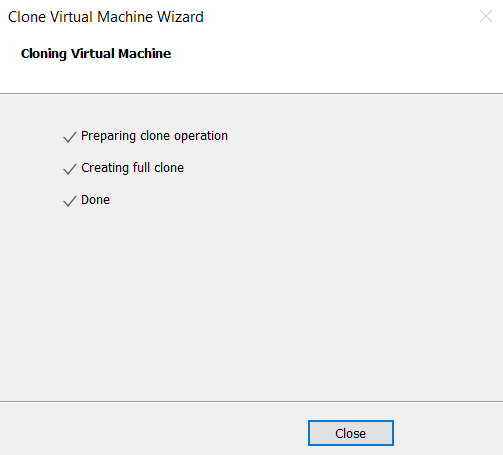 Clone Virtual Machine Wizard
Cloning Virtual Machine
Preparing clone operation
Creating full clone
Done
Close